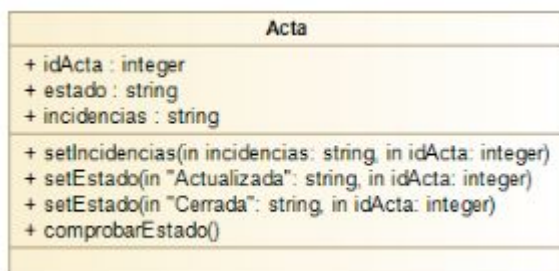 Acta
+ idActa : integer
+ estado : string
+ incidencias : string
+ setIncidencias(in incidencias: string, in idActa: integer)
+ setEstado(in "Actualizada": string, in idActa: integer)
+ setEstado(in "Cerrada": string, in idActa: integer)
+ comprobarEstado()